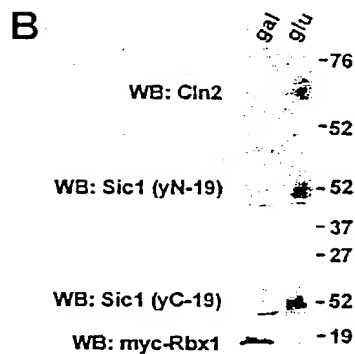 B
gal glu
-76
WB: Cln2
-52
WB: Sic1 (yN-19) -52
-37
-27
WB: Sic1 (yC-19) -52
WB: myc-Rbx1 -19